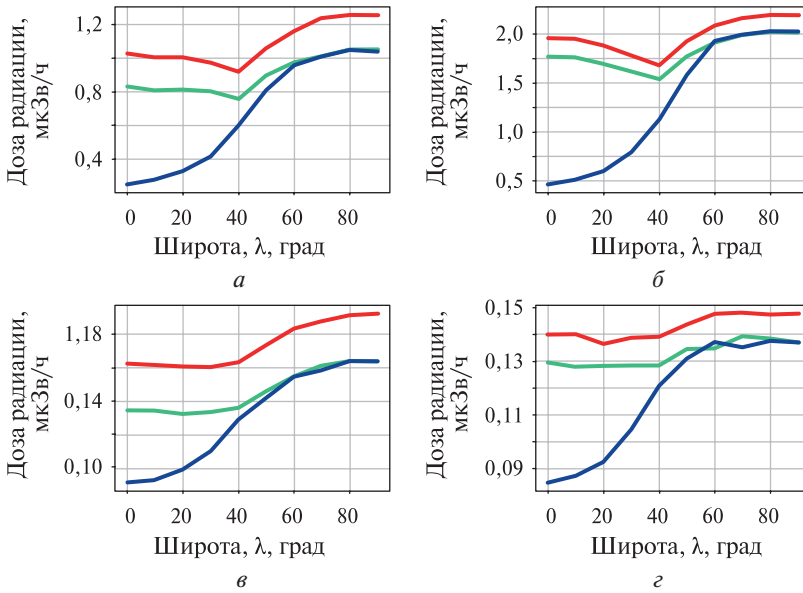 Доза радиации,
мкЗв/ч
1,2
0,8
0,4
0 20 40 60 80
Широта, λ, град
а
Доза радиации,
мкЗв/ч
2,0
1,5
1,0
0,5
0 20 40 60 80
Широта, λ, град
б
Доза радиации,
мкЗв/ч
1,18
0,14
0,10
0 20 40 60 80
Широта, λ, град
в
Доза радиации,
мкЗв/ч
0,15
0,13
0,11
0,09
0 20 40 60 80
Широта, λ, град
г